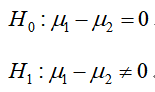 H₀ : μ₁ − μ₂ = 0.
H₁ : μ₁ − μ₂ ≠ 0.